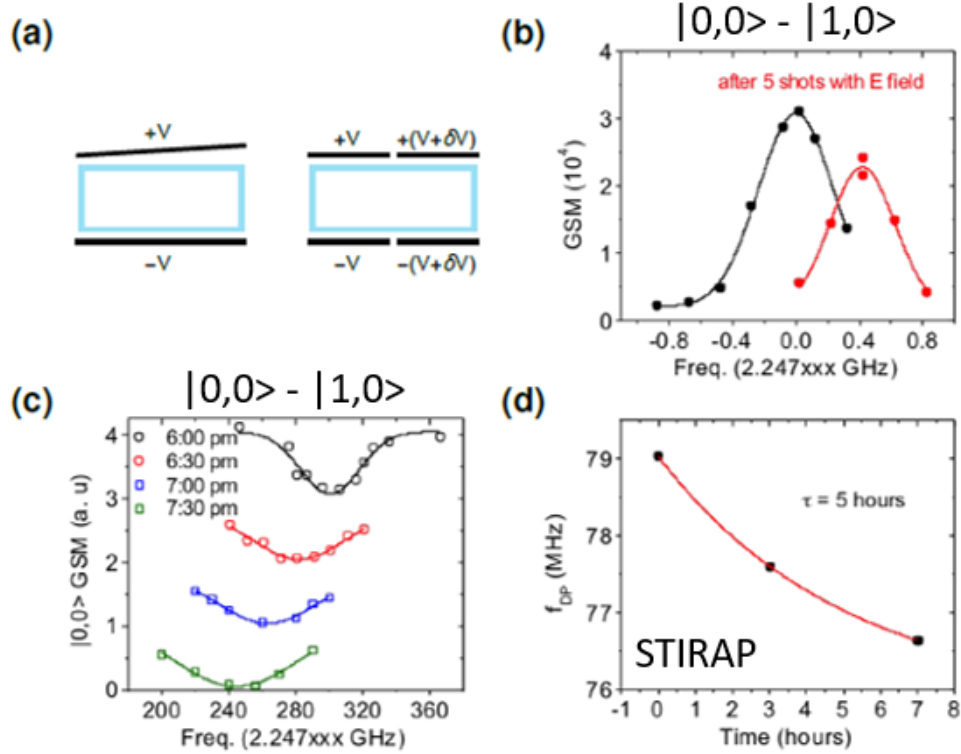 (a)
+V
+V +(V+δV)
−V
−V −(V+δV)
(b)
|0,0> - |1,0>
after 5 shots with E field
GSM (10⁴)
4
3
2
1
0
-0.8 -0.4 0.0 0.4 0.8
Freq. (2.247xxx GHz)
(c)
|0,0> - |1,0>
6:00 pm
6:30 pm
7:00 pm
7:30 pm
|0,0> GSM (a. u)
4
3
2
1
0
200 240 280 320 360
Freq. (2.247xxx GHz)
(d)
τ = 5 hours
f_DP (MHz)
79
78
77
76
STIRAP
-1 0 1 2 3 4 5 6 7 8
Time (hours)